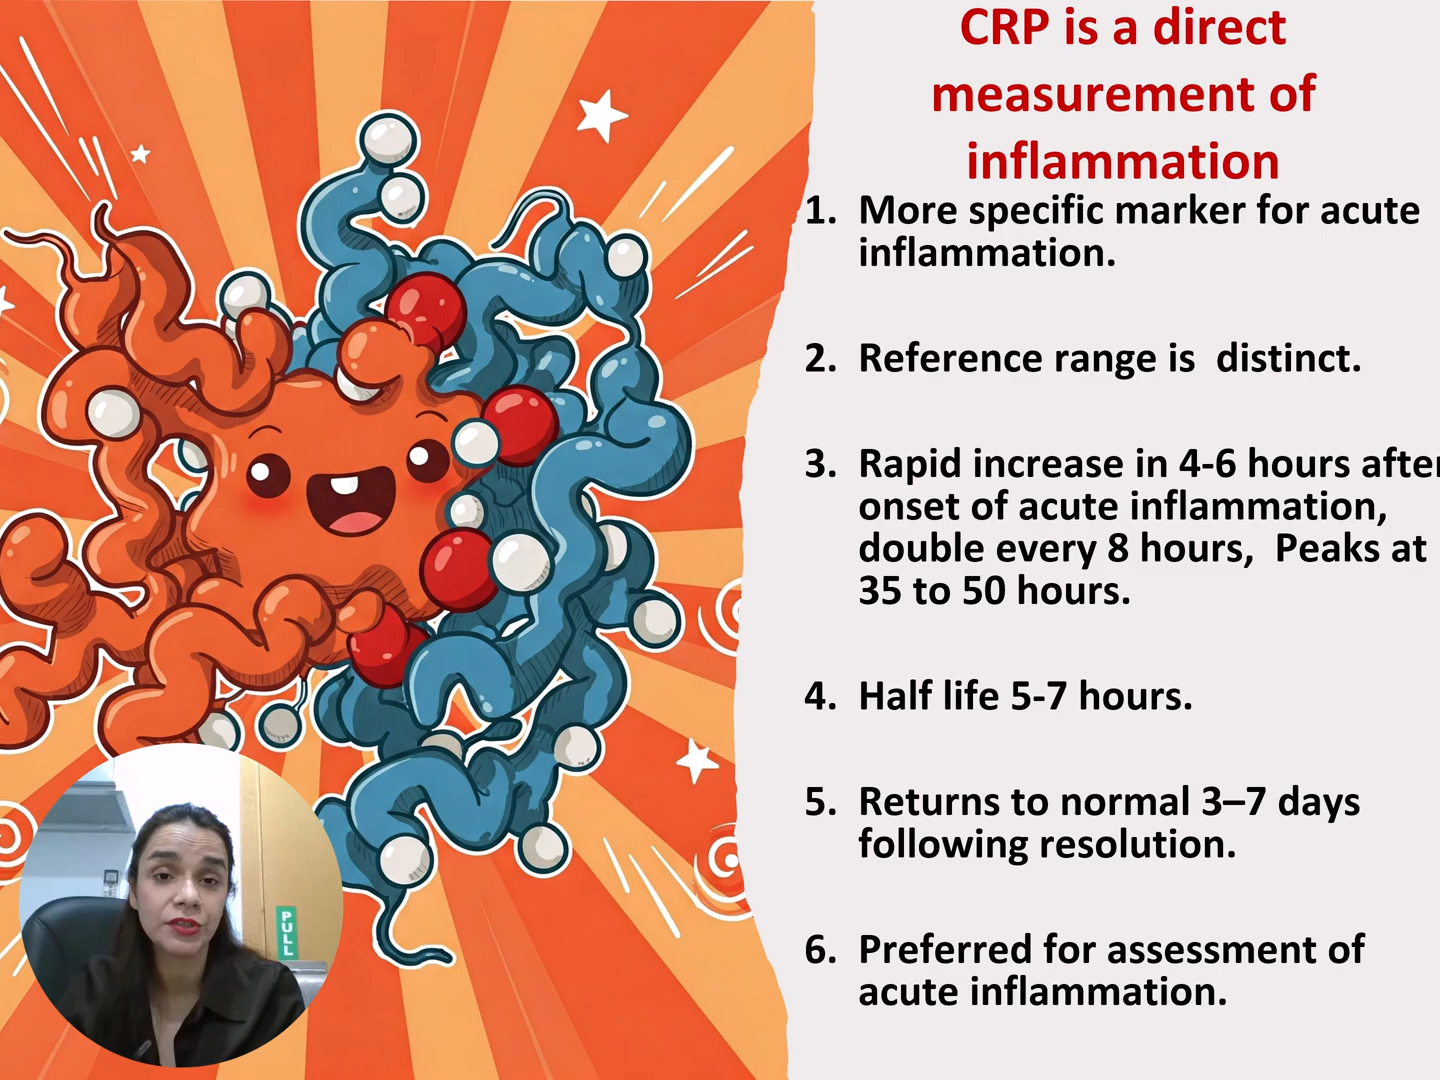 CRP is a direct
measurement of
inflammation
1. More specific marker for acute
inflammation.
2. Reference range is  distinct.
3. Rapid increase in 4-6 hours after
onset of acute inflammation,
double every 8 hours,  Peaks at
35 to 50 hours.
4. Half life 5-7 hours.
5. Returns to normal 3–7 days
following resolution.
6. Preferred for assessment of
acute inflammation.
PULL